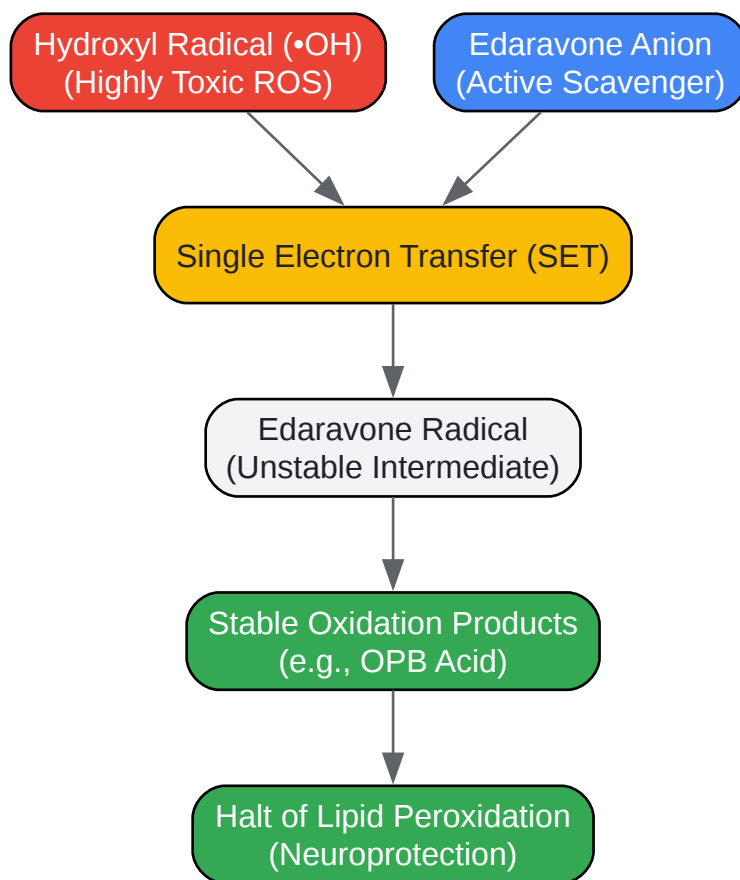 Hydroxyl Radical (•OH)
(Highly Toxic ROS)
Edaravone Anion
(Active Scavenger)
Single Electron Transfer (SET)
Edaravone Radical
(Unstable Intermediate)
Stable Oxidation Products
(e.g., OPB Acid)
Halt of Lipid Peroxidation
(Neuroprotection)